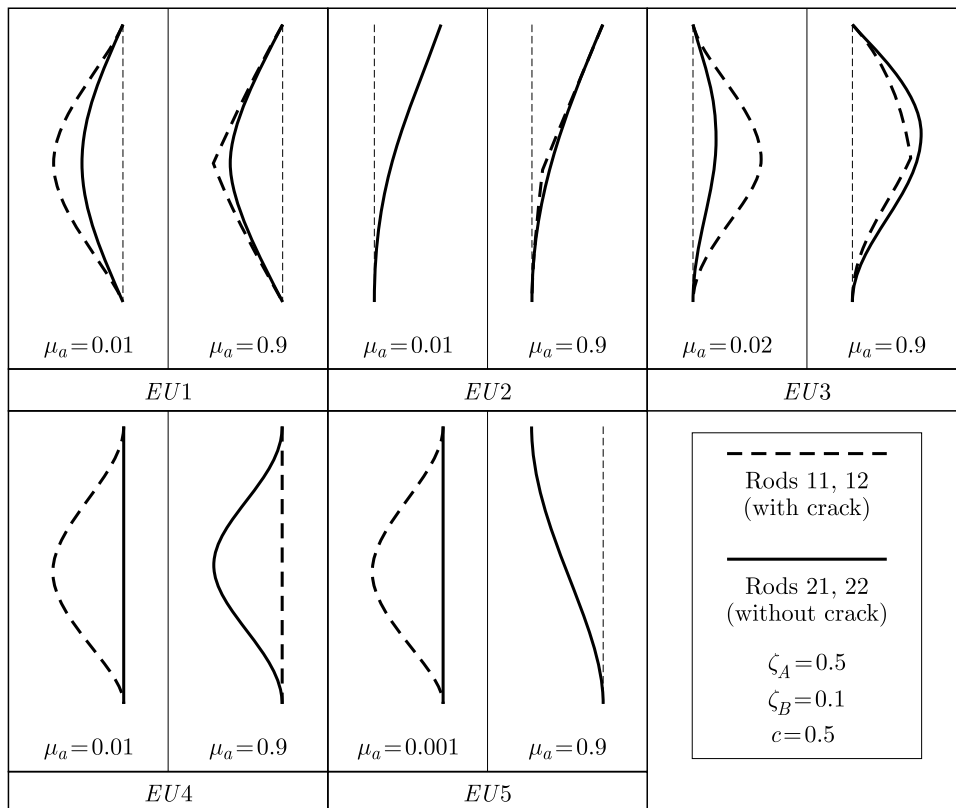 μₐ=0.01
μₐ=0.9
μₐ=0.01
μₐ=0.9
μₐ=0.02
μₐ=0.9
EU1
EU2
EU3
μₐ=0.01
μₐ=0.9
μₐ=0.001
μₐ=0.9
EU4
EU5
Rods 11, 12
(with crack)
Rods 21, 22
(without crack)
ζ_A=0.5
ζ_B=0.1
c=0.5